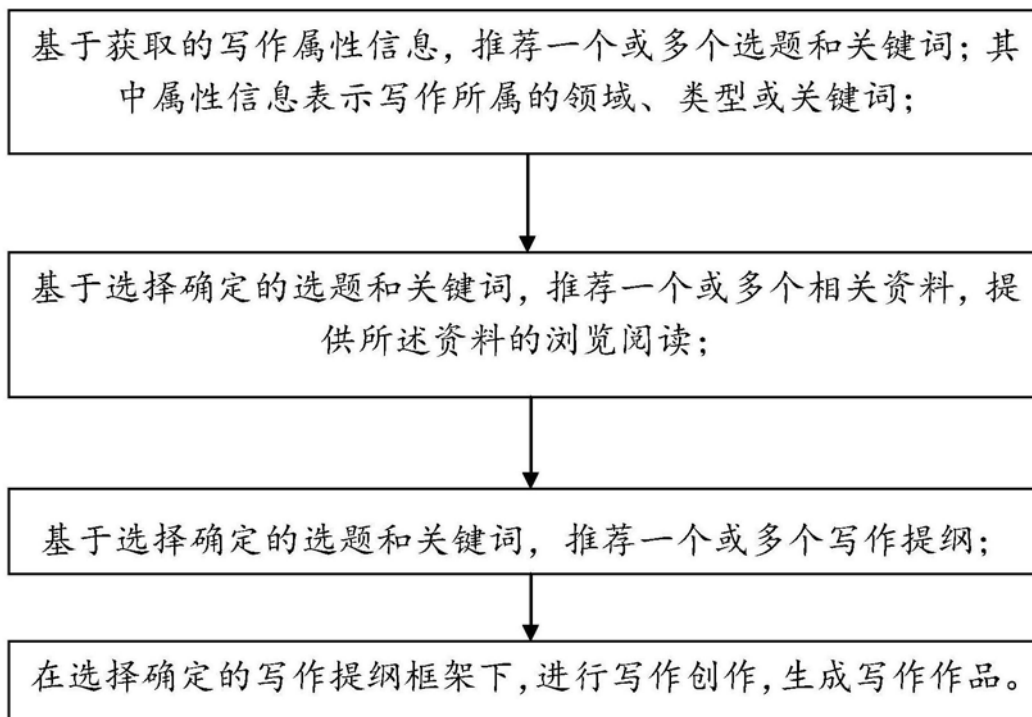 基于获取的写作属性信息，推荐一个或多个选题和关键词；其
中属性信息表示写作所属的领域、类型或关键词；
基于选择确定的选题和关键词，推荐一个或多个相关资料，提
供所述资料的浏览阅读；
基于选择确定的选题和关键词，推荐一个或多个写作提纲；
在选择确定的写作提纲框架下，进行写作创作，生成写作作品。